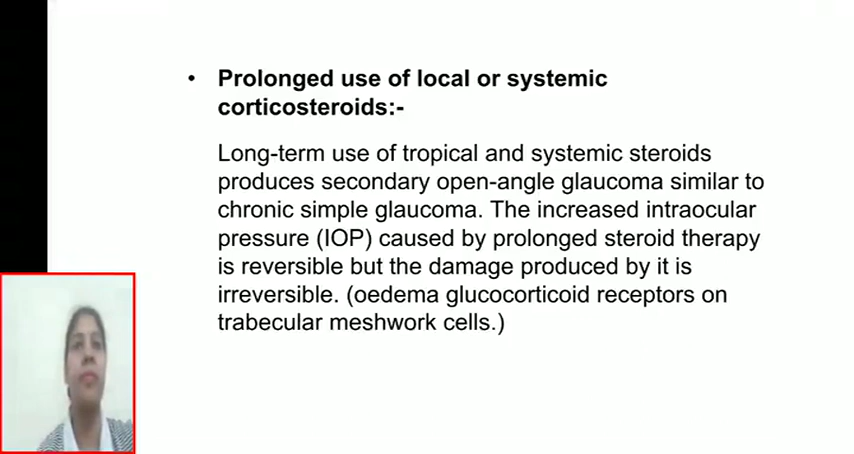 • Prolonged use of local or systemic
corticosteroids:-
Long-term use of tropical and systemic steroids
produces secondary open-angle glaucoma similar to
chronic simple glaucoma. The increased intraocular
pressure (IOP) caused by prolonged steroid therapy
is reversible but the damage produced by it is
irreversible. (oedema glucocorticoid receptors on
trabecular meshwork cells.)